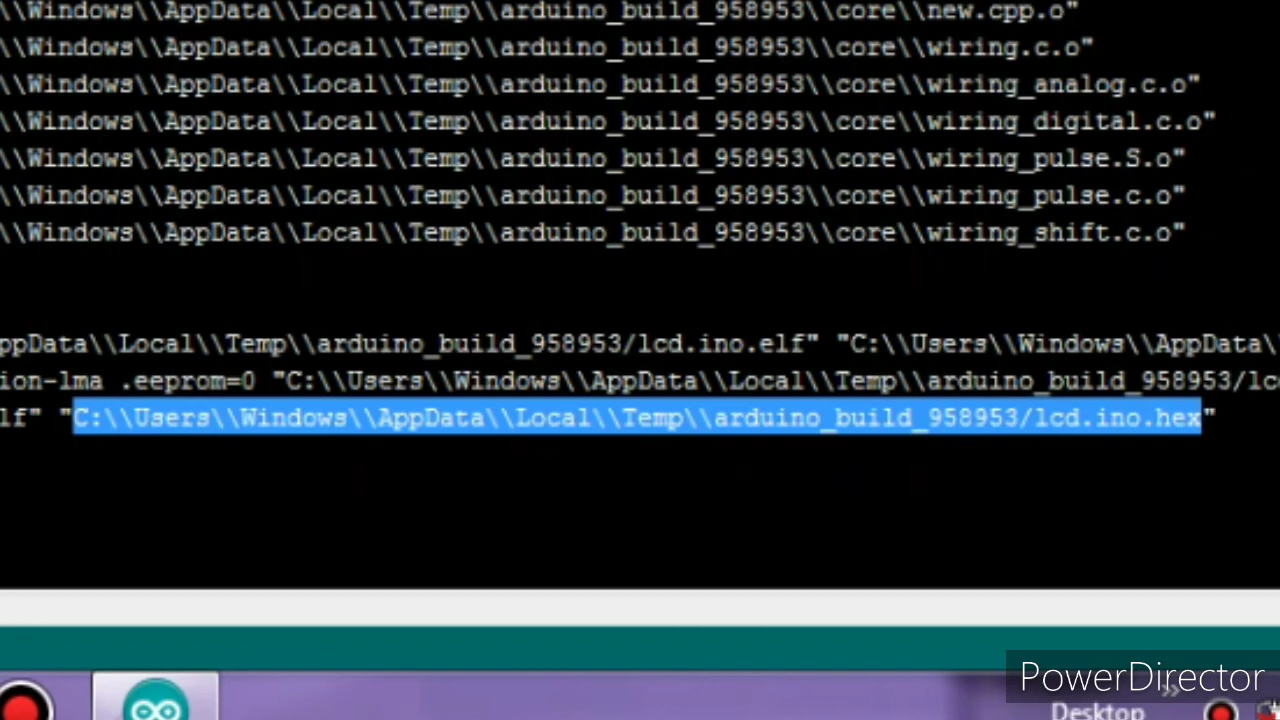 \\Windows\\AppData\\Local\\Temp\\arduino_build_958953\\core\\new.cpp.o"
\\Windows\\AppData\\Local\\Temp\\arduino_build_958953\\core\\wiring.c.o"
\\Windows\\AppData\\Local\\Temp\\arduino_build_958953\\core\\wiring_analog.c.o"
\\Windows\\AppData\\Local\\Temp\\arduino_build_958953\\core\\wiring_digital.c.o"
\\Windows\\AppData\\Local\\Temp\\arduino_build_958953\\core\\wiring_pulse.S.o"
\\Windows\\AppData\\Local\\Temp\\arduino_build_958953\\core\\wiring_pulse.c.o"
\\Windows\\AppData\\Local\\Temp\\arduino_build_958953\\core\\wiring_shift.c.o"
ppData\\Local\\Temp\\arduino_build_958953/lcd.ino.elf" "C:\\Users\\Windows\\AppData\
ion-lma .eeprom=0 "C:\\Users\\Windows\\AppData\\Local\\Temp\\arduino_build_958953/lc
lf" "C:\\Users\\Windows\\AppData\\Local\\Temp\\arduino_build_958953/lcd.ino.hex"
PowerDirector
Desktop »